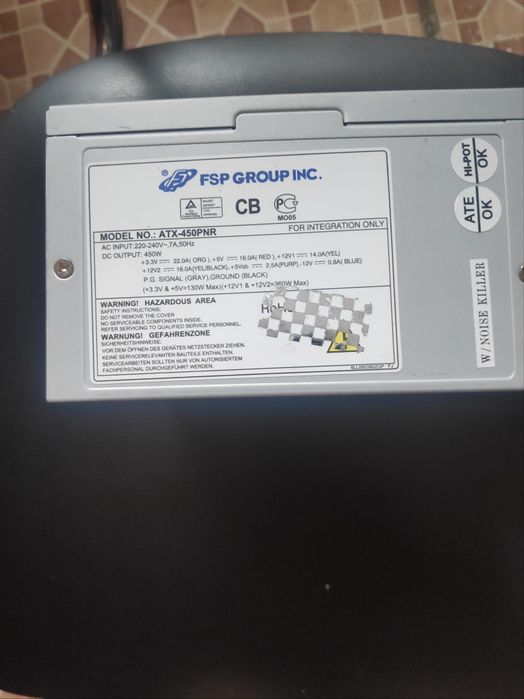 FSP GROUP INC.
CB
MO05
MODEL NO.: ATX-450PNR
FOR INTEGRATION ONLY
AC INPUT:220-240V~,7A,50Hz
DC OUTPUT: 450W
+3.3V ⎓ 22.0A( ORG ),+5V ⎓ 16.0A( RED ),+12V1 ⎓ 14.0A(YEL)
+12V2 ⎓ 16.0A(YEL/BLACK),+5Vsb ⎓ 2.5A(PURP),-12V ⎓ 0.8A( BLUE)
P.G. SIGNAL (GRAY),GROUND (BLACK)
(+3.3V & +5V=130W Max)(+12V1 & +12V2=360W Max)
WARNING! HAZARDOUS AREA
SAFETY INSTRUCTIONS:
DO NOT REMOVE THE COVER
NO SERVICEABLE COMPONENTS INSIDE.
REFER SERVICING TO QUALIFIED SERVICE PERSONNEL.
WARNUNG! GEFAHRENZONE
SICHERHEITSHINWEISE:
VOR DEM ÖFFNEN DES GERÄTES NETZSTECKER ZIEHEN.
KEINE SERVICERELEVANTEN BAUTEILE ENTHALTEN.
SERVICEARBEITEN SOLLTEN NUR VON AUTORISIERTEM
FACHPERSONAL DURCHGEFÜHRT WERDEN.
HI-POT
OK
ATE
OK
W/NOISE KILLER